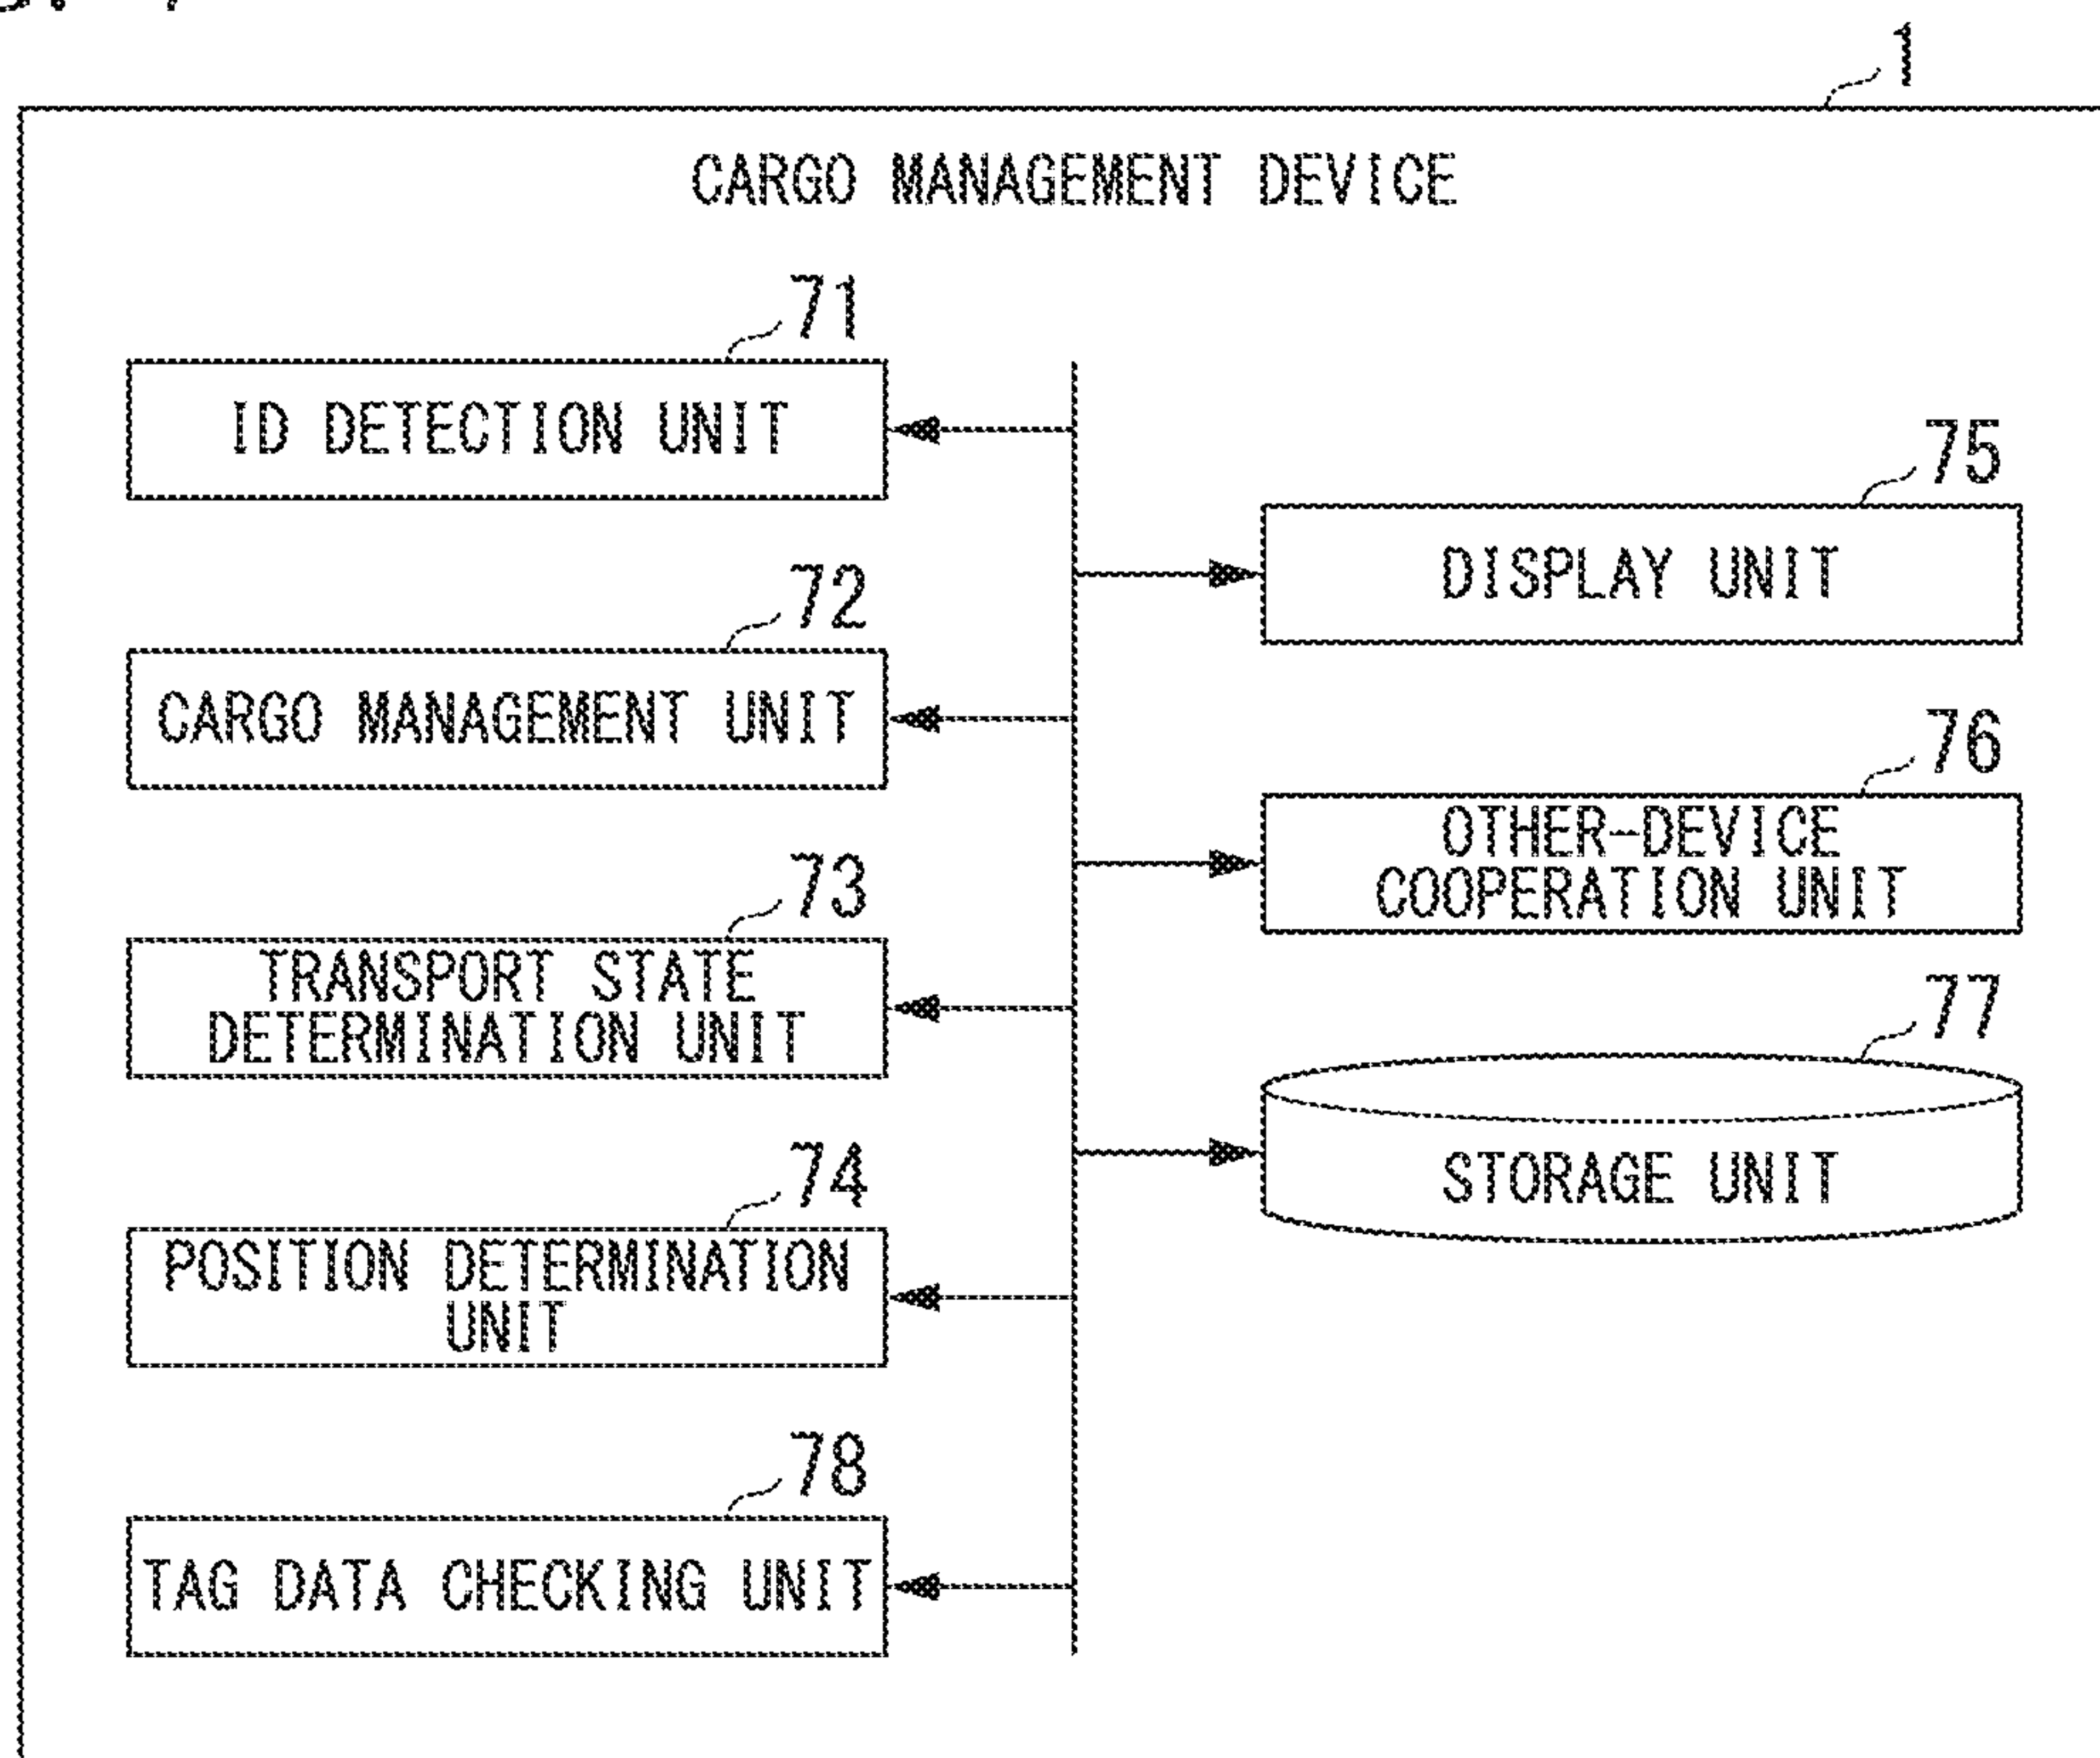 1
CARGO MANAGEMENT DEVICE
71
ID DETECTION UNIT
72
CARGO MANAGEMENT UNIT
73
TRANSPORT STATE
DETERMINATION UNIT
74
POSITION DETERMINATION
UNIT
78
TAG DATA CHECKING UNIT
75
DISPLAY UNIT
76
OTHER-DEVICE
COOPERATION UNIT
77
STORAGE UNIT